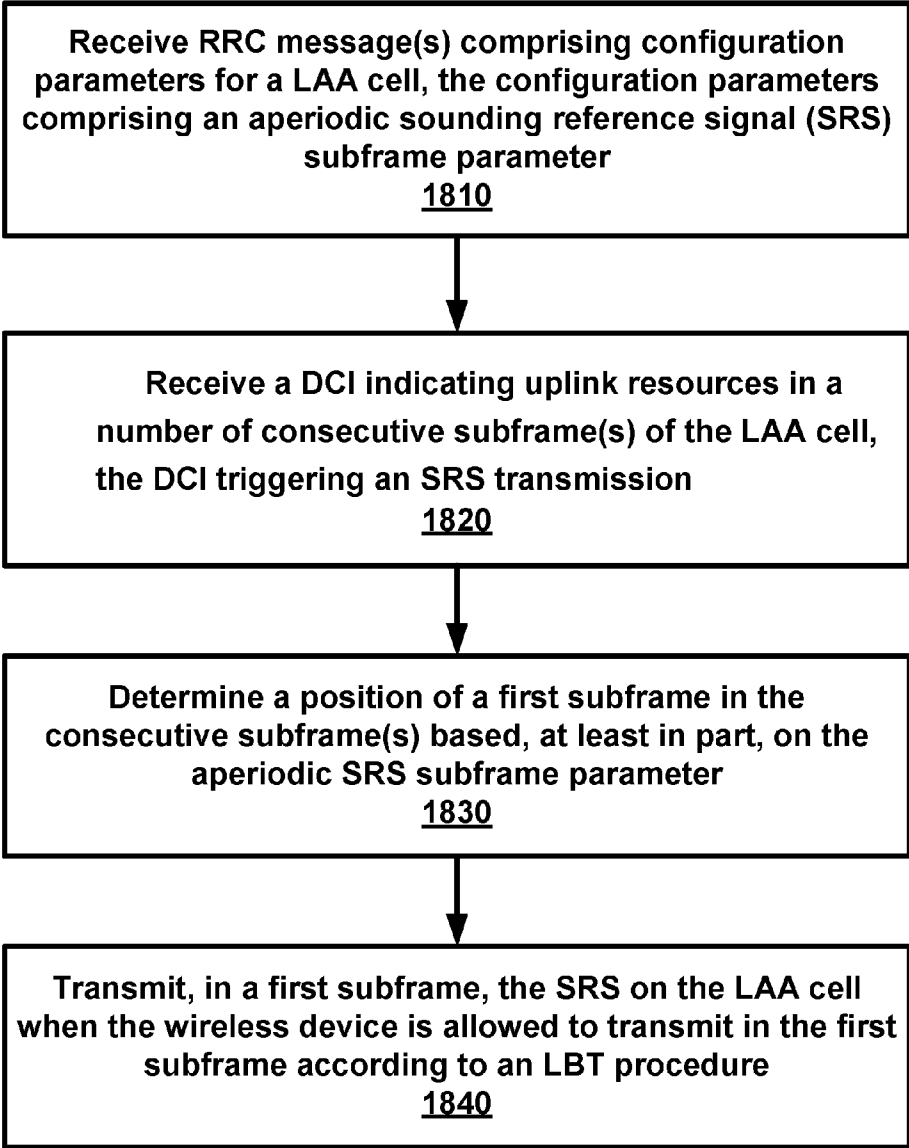 Receive RRC message(s) comprising configuration
parameters for a LAA cell, the configuration parameters
comprising an aperiodic sounding reference signal (SRS)
subframe parameter
1810
Receive a DCI indicating uplink resources in a
number of consecutive subframe(s) of the LAA cell,
the DCI triggering an SRS transmission
1820
Determine a position of a first subframe in the
consecutive subframe(s) based, at least in part, on the
aperiodic SRS subframe parameter
1830
Transmit, in a first subframe, the SRS on the LAA cell
when the wireless device is allowed to transmit in the first
subframe according to an LBT procedure
1840